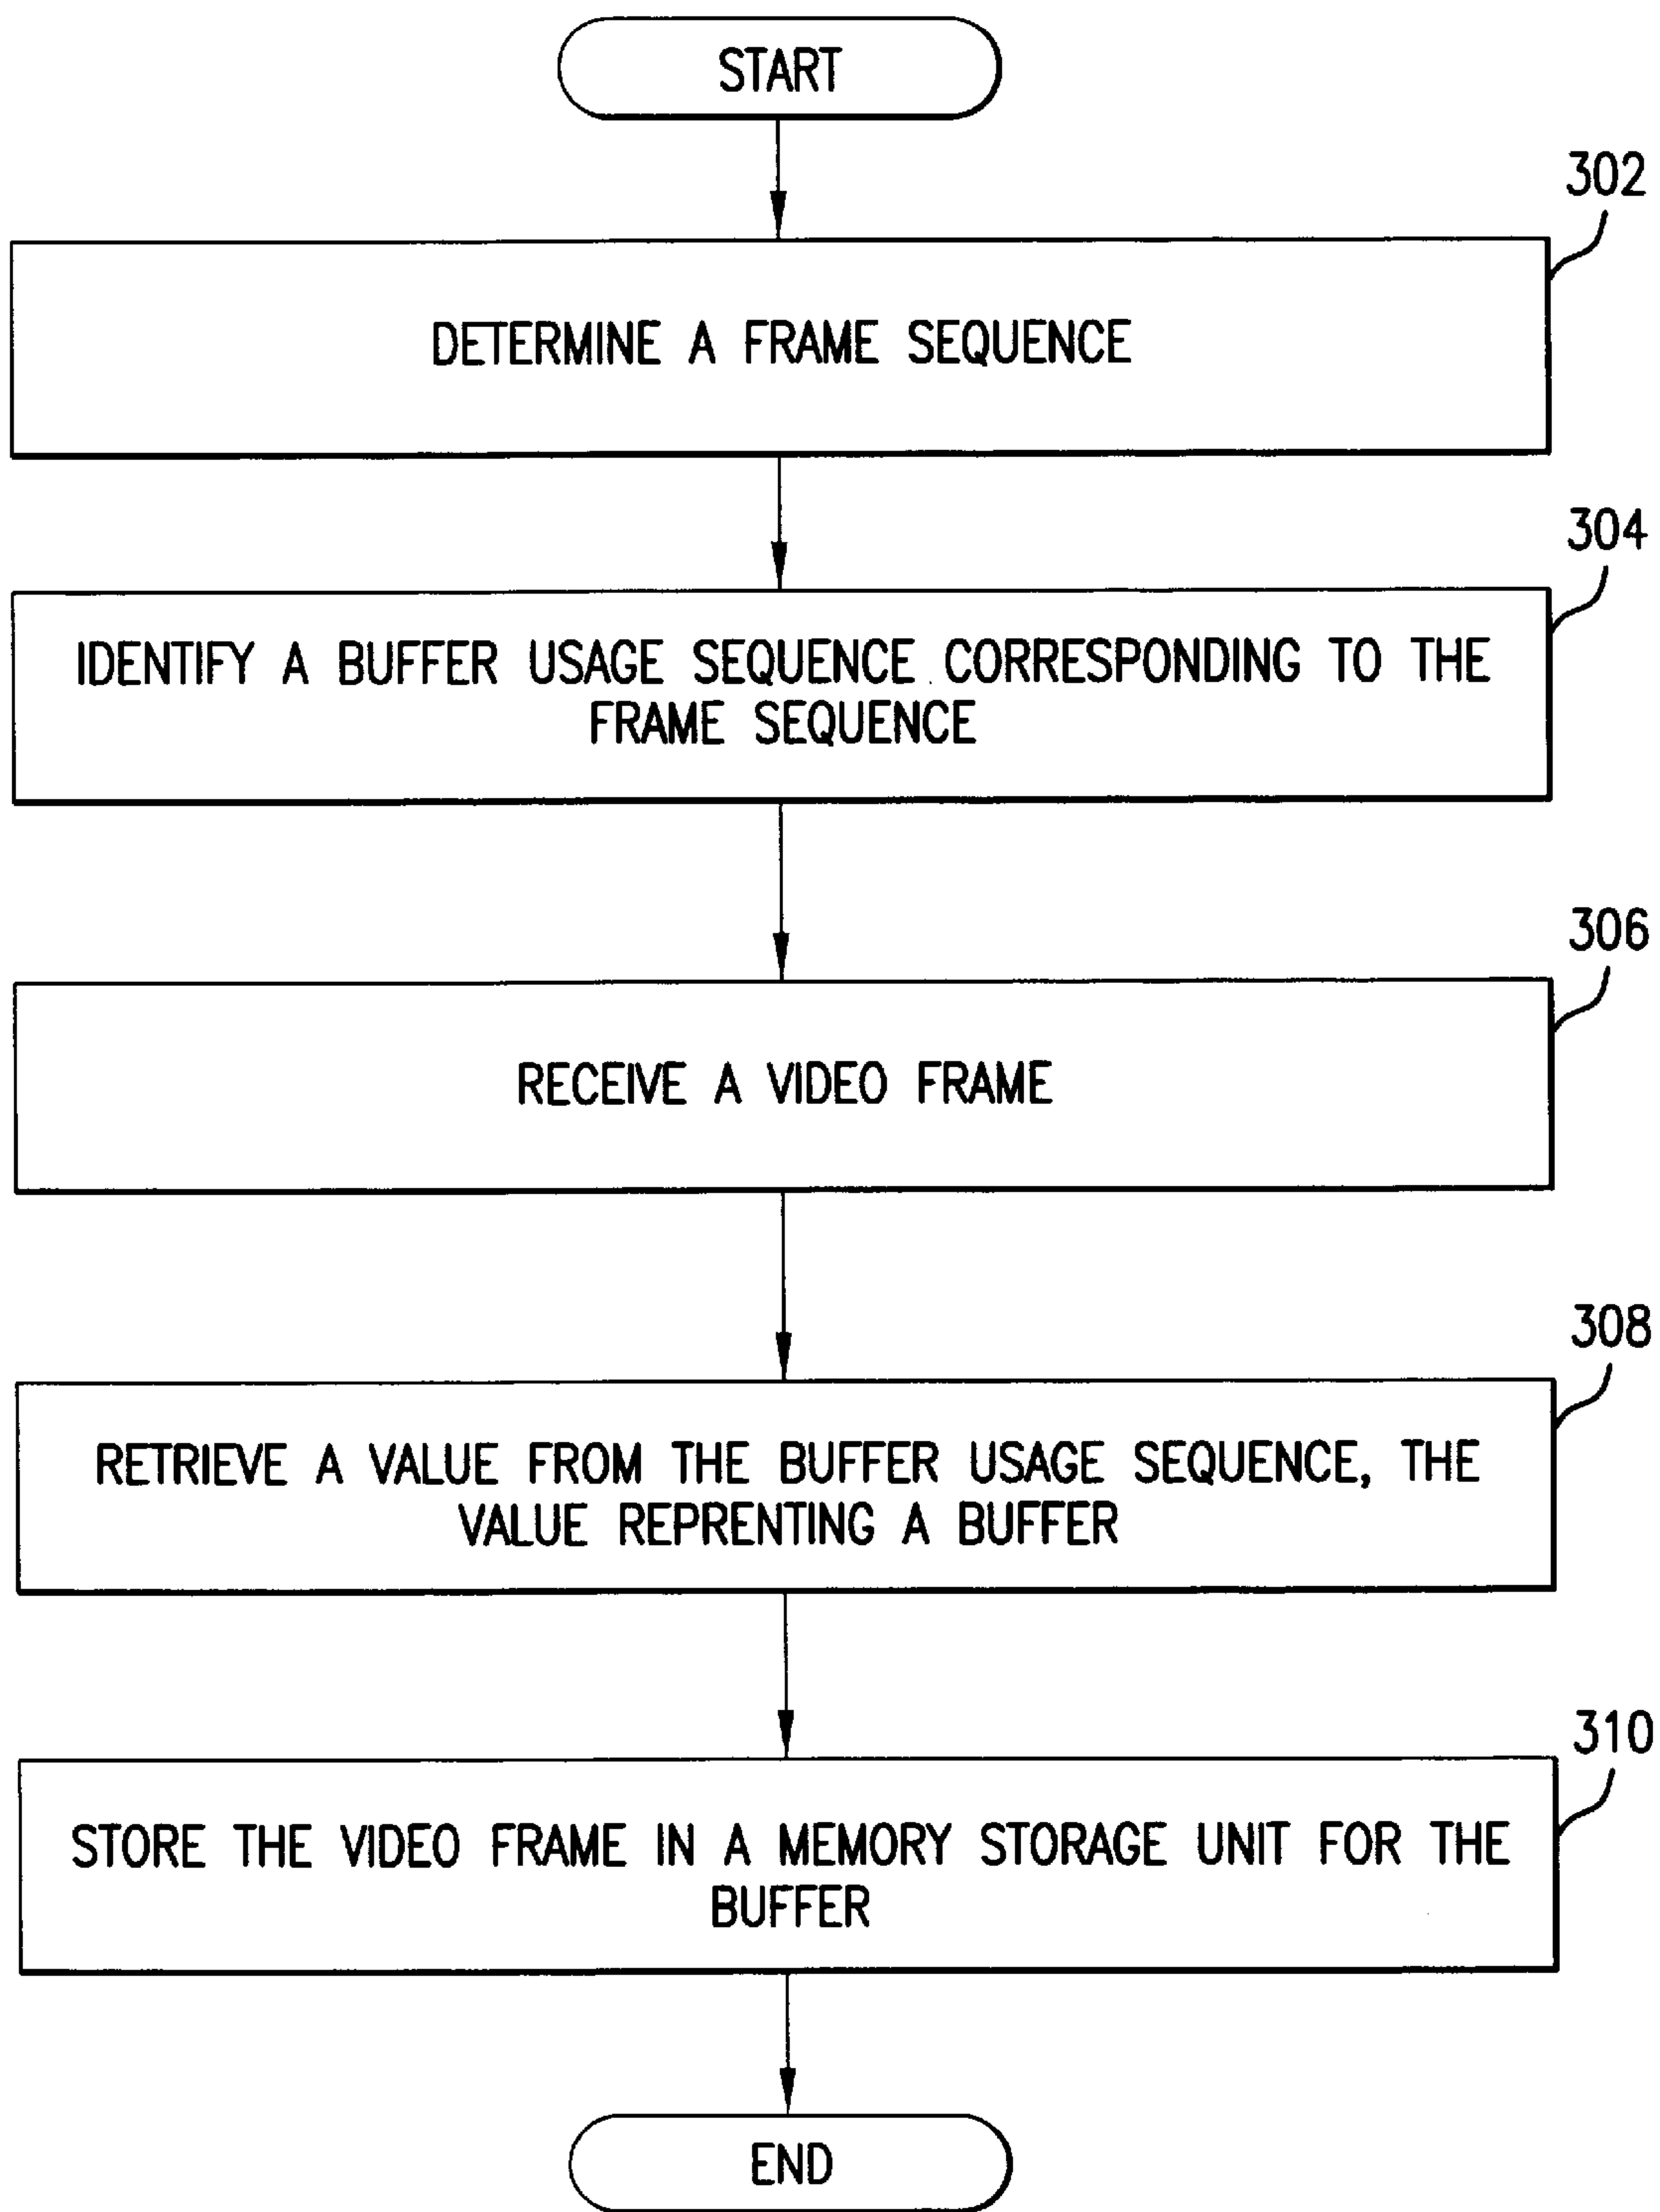 START
302
DETERMINE A FRAME SEQUENCE
304
IDENTIFY A BUFFER USAGE SEQUENCE CORRESPONDING TO THE
FRAME SEQUENCE
306
RECEIVE A VIDEO FRAME
308
RETRIEVE A VALUE FROM THE BUFFER USAGE SEQUENCE, THE
VALUE REPRENTING A BUFFER
310
STORE THE VIDEO FRAME IN A MEMORY STORAGE UNIT FOR THE
BUFFER
END